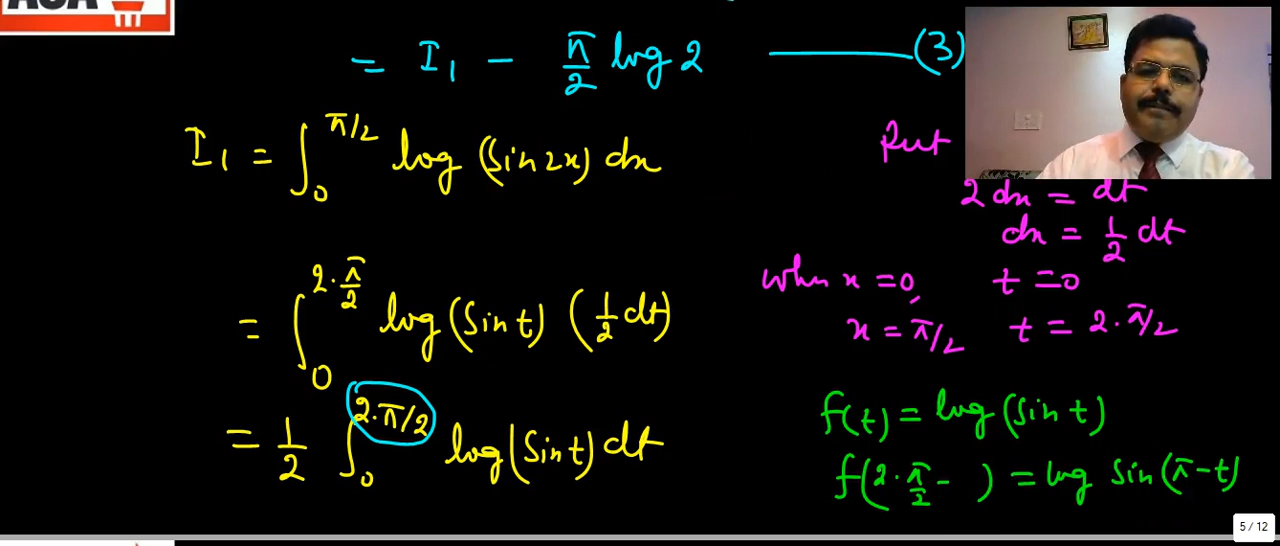 = I₁ - π/2 log 2 ——— (3)
I₁ = ∫₀^π/2 log (Sin 2x) dx
Put
2 dx = dt
dx = 1/2 dt
when x = 0, t = 0
x = π/2 t = 2·π/2
= ∫₀^2·π/2 log (Sin t) (1/2 dt)
= 1/2 ∫₀^2·π/2 log (Sin t) dt
f(t) = log (Sin t)
f(2·π/2 - ) = log Sin (π - t)
5 / 12